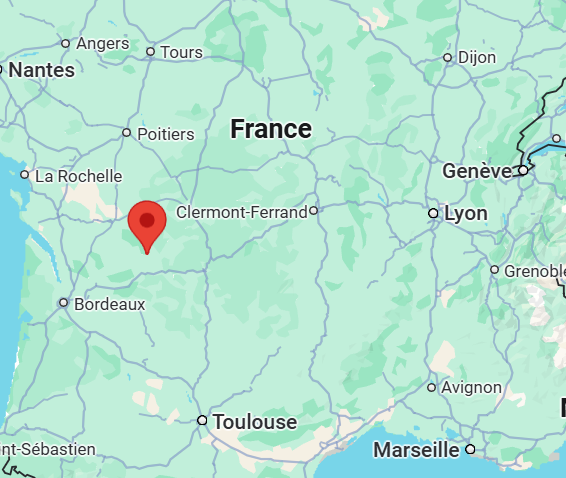 Angers
Tours
Dijon
Nantes
France
Poitiers
Genève
La Rochelle
Clermont-Ferrand
Lyon
Grenoble
Bordeaux
Avignon
Toulouse
N
nt-Sébastien
Marseille